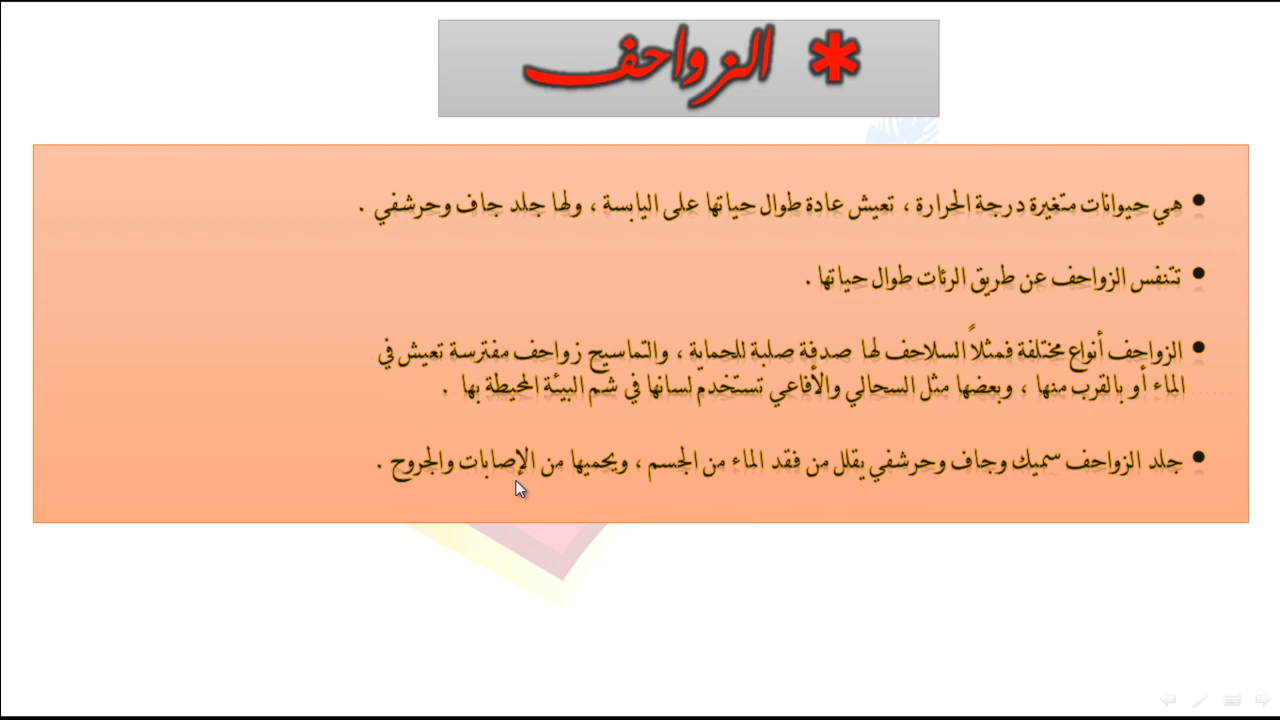 * الزواحف
• هي حيوانات متغيرة درجة الحرارة ، تعيش عادة طوال حياتها على اليابسة ، ولها جلد جاف وحرشفي .
• تتنفس الزواحف عن طريق الرئات طوال حياتها .
• الزواحف أنواع مختلفة فمثلاً السلاحف لها صدفة صلبة للحماية ، والتماسيح زواحف مفترسة تعيش في
الماء أو بالقرب منها ، وبعضها مثل السحالي والأفاعي تستخدم لسانها في شم البيئة المحيطة بها .
• جلد الزواحف سميك وجاف وحرشفي يقلل من فقد الماء من الجسم ، ويحميها من الإصابات والجروح .